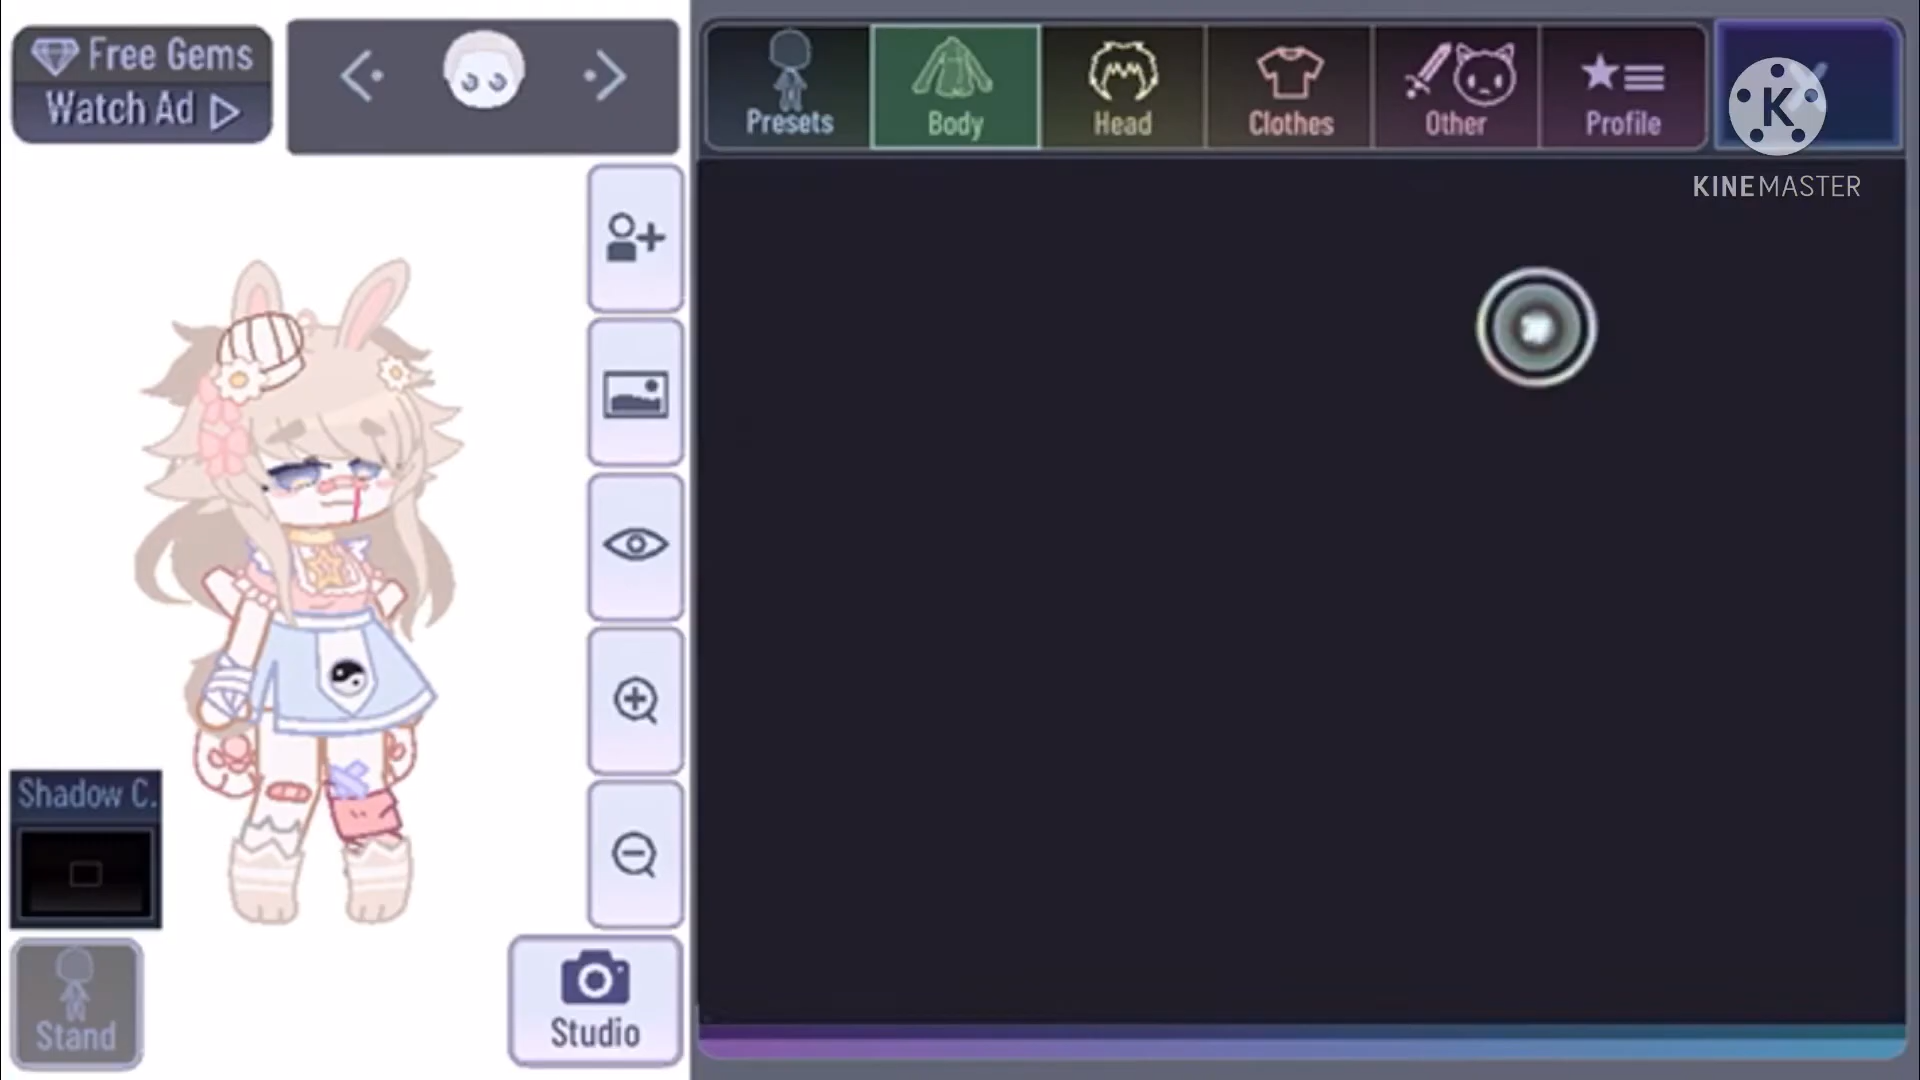 Free Gems
Watch Ad
Presets
Body
Head
Clothes
Other
Profile
K
KINEMASTER
Shadow C.
Stand
Studio